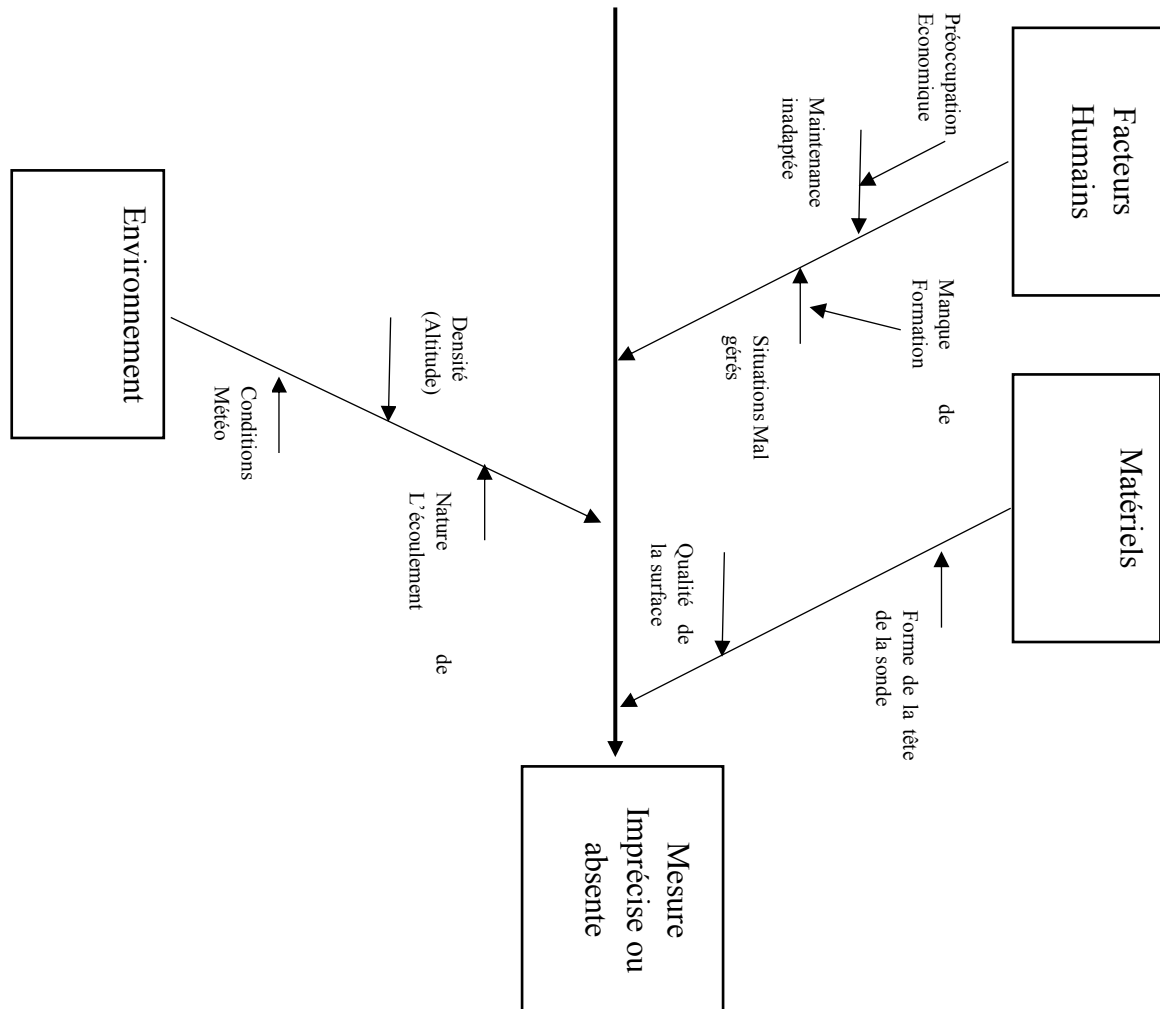 Facteurs
Humains
Matériels
Préoccupation
Economique
Manque de
Formation
Maintenance
inadaptée
Situations Mal
gérés
Forme de la tête
de la sonde
Qualité de
la surface
Mesure
Imprécise ou
absente
Densité
(Altitude)
Nature de
L'écoulement
Conditions
Météo
Environnement